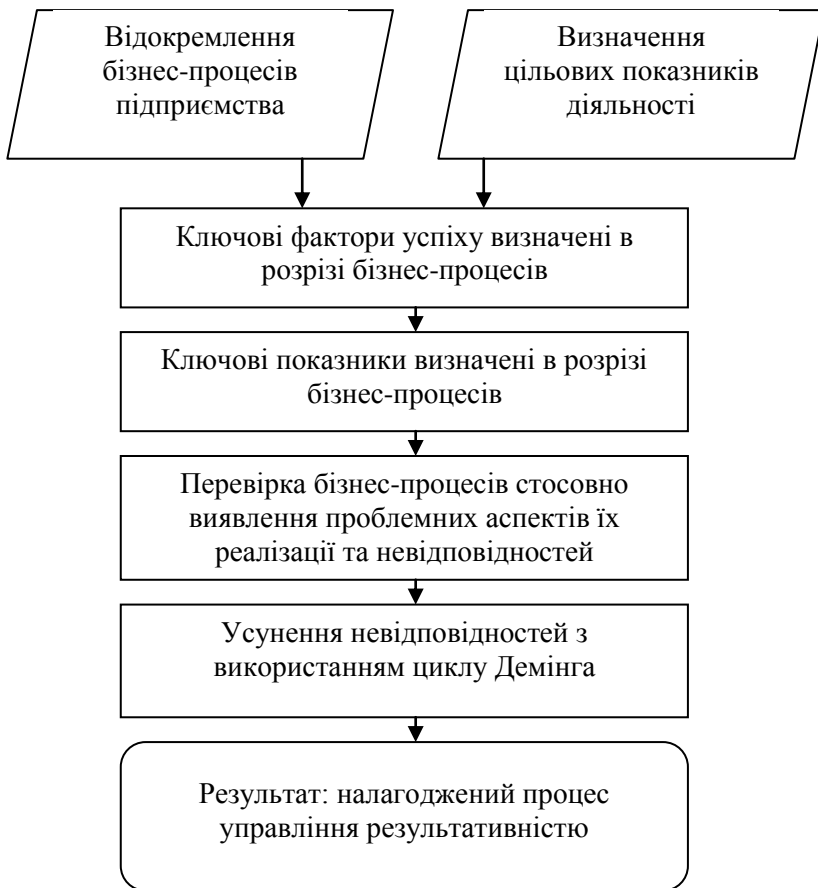 Відокремлення
бізнес-процесів
підприємства
Визначення
цільових показників
діяльності
Ключові фактори успіху визначені в
розрізі бізнес-процесів
Ключові показники визначені в розрізі
бізнес-процесів
Перевірка бізнес-процесів стосовно
виявлення проблемних аспектів їх
реалізації та невідповідностей
Усунення невідповідностей з
використанням циклу Демінга
Результат: налагоджений процес
управління результативністю